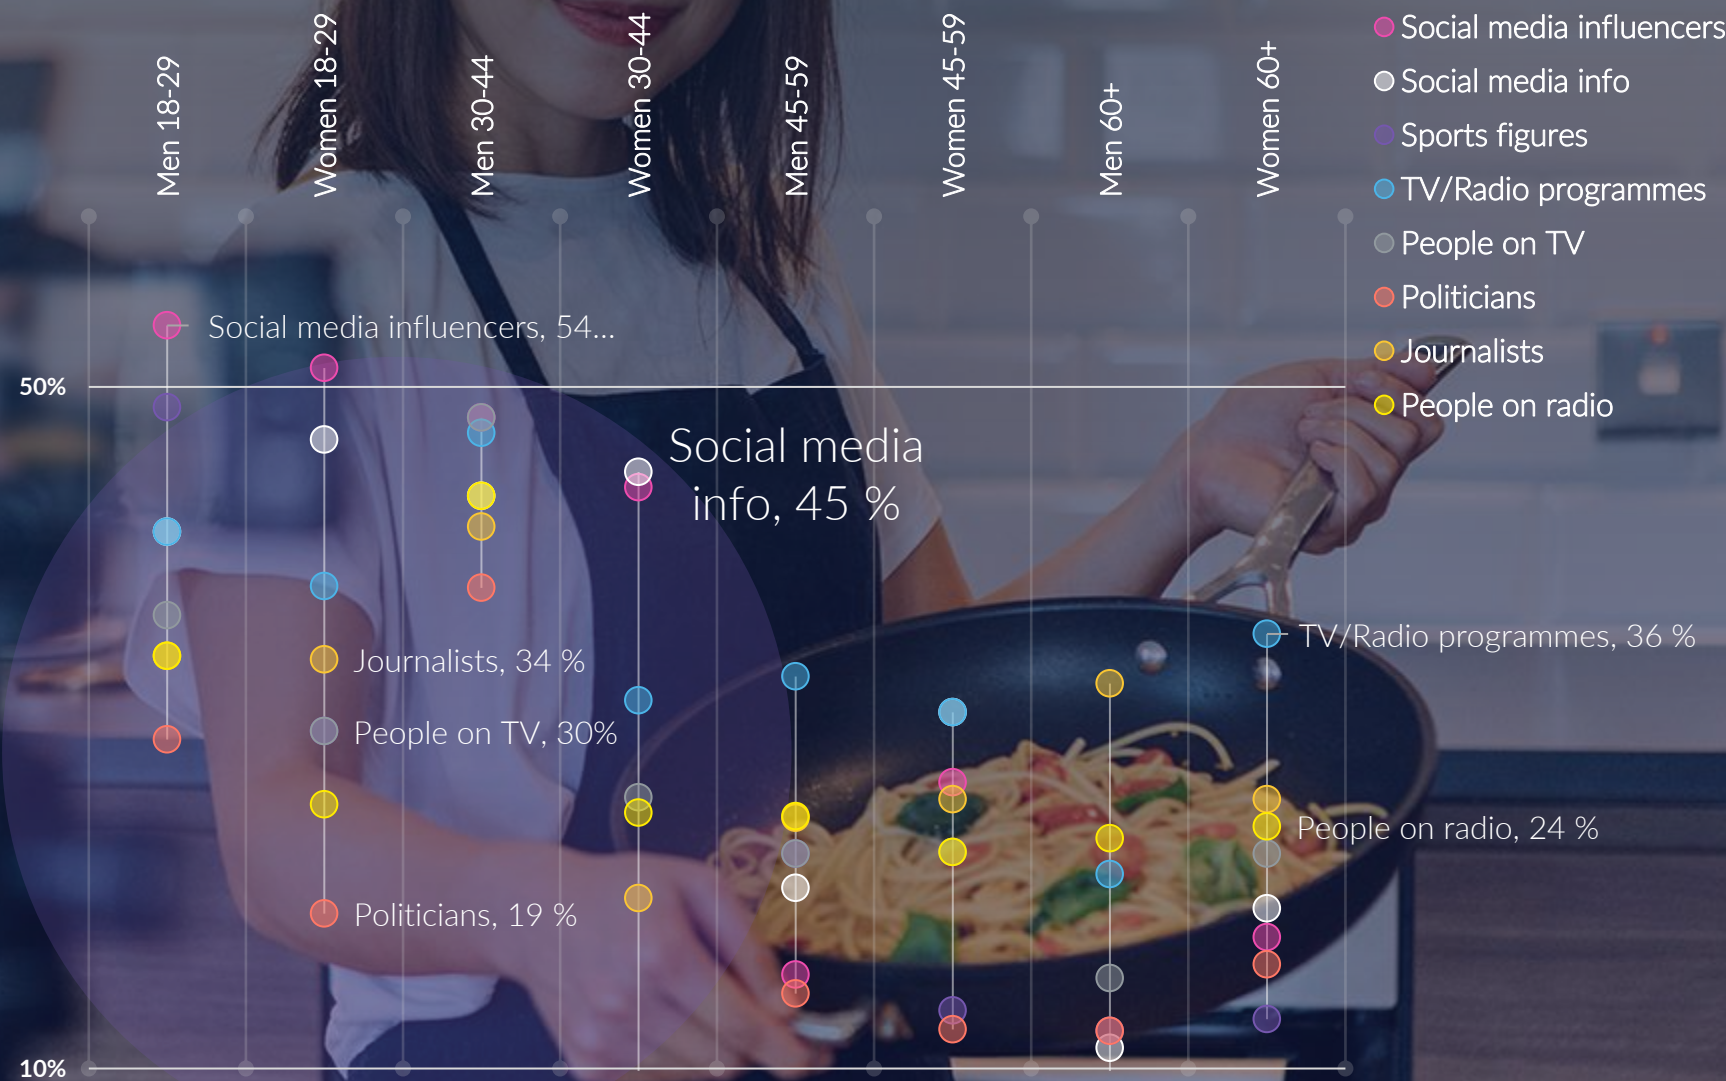 Men 18-29
Women 18-29
Men 30-44
Women 30-44
Men 45-59
Women 45-59
Men 60+
Women 60+
Social media influencers
Social media info
Sports figures
TV/Radio programmes
People on TV
Politicians
Journalists
People on radio
Social media influencers, 54...
50%
Social media
info, 45 %
Journalists, 34 %
TV/Radio programmes, 36 %
People on TV, 30%
People on radio, 24 %
Politicians, 19 %
10%